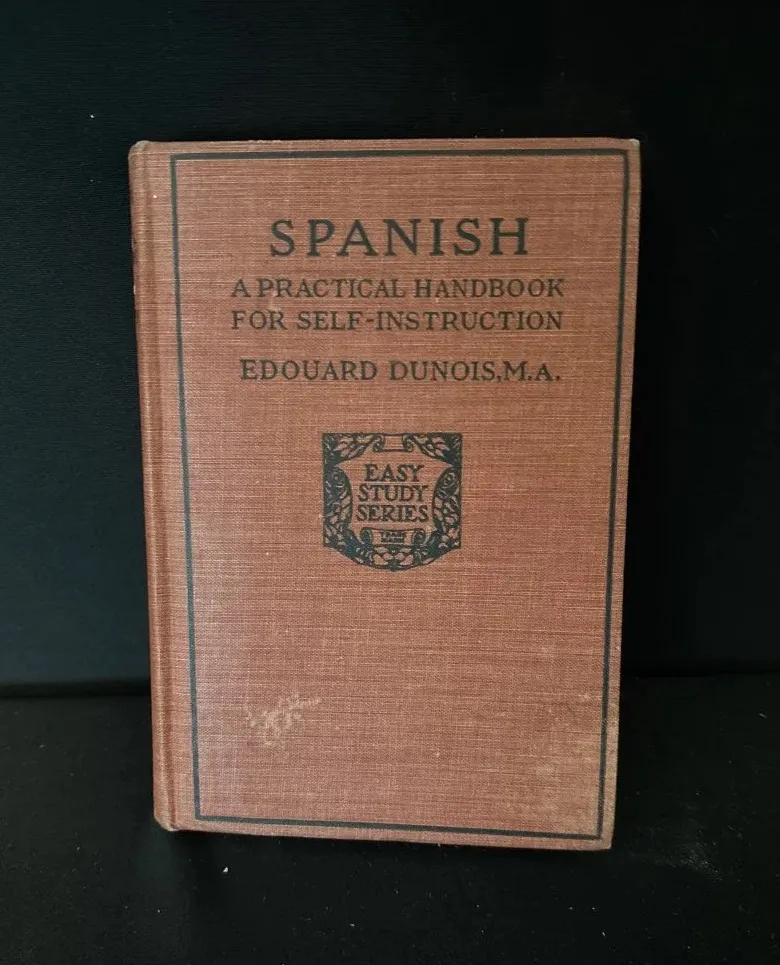 SPANISH
A PRACTICAL HANDBOOK
FOR SELF-INSTRUCTION
EDOUARD DUNOIS, M.A.
EASY
STUDY
SERIES